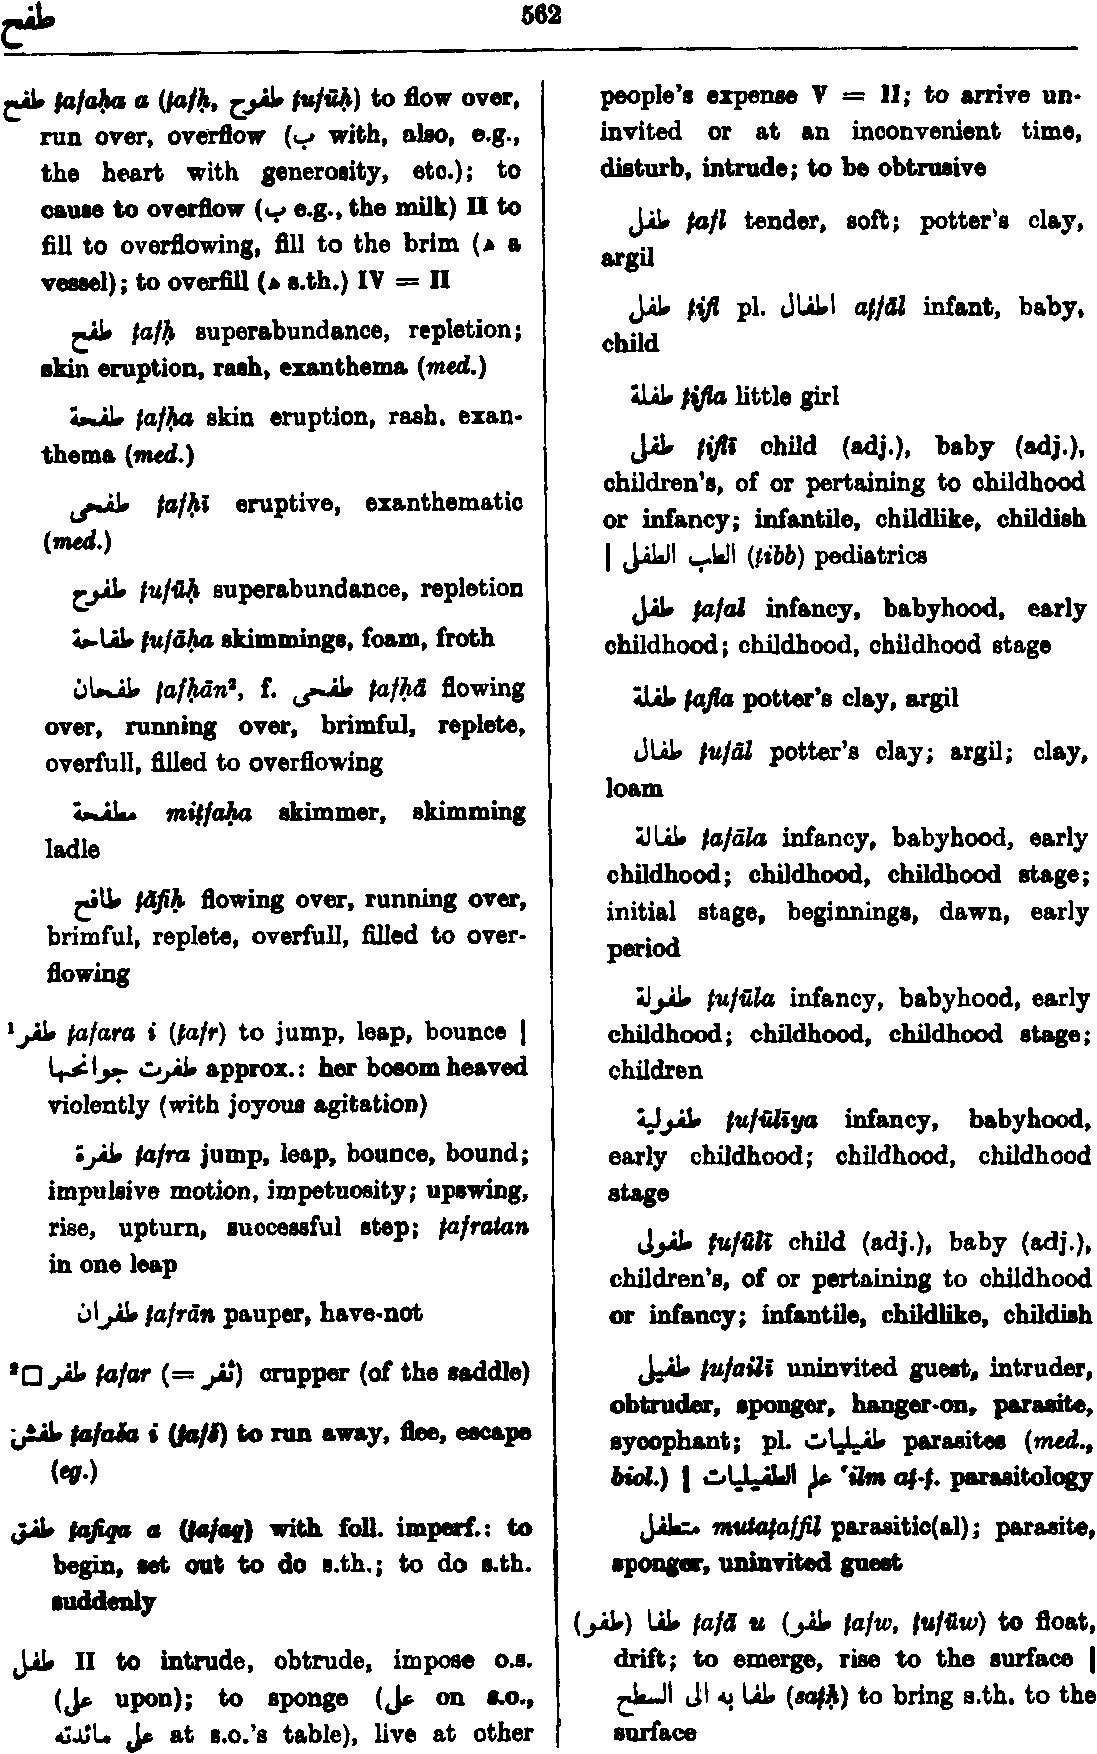 طفح
562
طفح ṭafaḥa a (ṭafḥ, طفوح ṭufūḥ) to flow over,
run over, overflow (ب with, also, e.g.,
the heart with generosity, etc.); to
cause to overflow (ب e.g., the milk) II to
fill to overflowing, fill to the brim (ه a
vessel); to overfill (ه s.th.) IV = II
طفح ṭafḥ superabundance, repletion;
skin eruption, rash, exanthema (med.)
طفحة ṭafḥa skin eruption, rash, exan-
thema (med.)
طفحى ṭafḥī eruptive, exanthematic
(med.)
طفوح ṭufūḥ superabundance, repletion
طفاحة ṭufāḥa skimmings, foam, froth
طفحان ṭafḥān², f. طفحى ṭafḥā flowing
over, running over, brimful, replete,
overfull, filled to overflowing
مطفحة miṭfaḥa skimmer, skimming
ladle
طافح ṭāfiḥ flowing over, running over,
brimful, replete, overfull, filled to over-
flowing
¹طفر ṭafara i (ṭafr) to jump, leap, bounce |
طفرت جوانحها approx.: her bosom heaved
violently (with joyous agitation)
طفرة ṭafra jump, leap, bounce, bound;
impulsive motion, impetuosity; upswing,
rise, upturn, successful step; ṭafratan
in one leap
طفران ṭafrān pauper, have-not
²□ طفر ṭafar (= ثفر) crupper (of the saddle)
طفش ṭafaša i (ṭafš) to run away, flee, escape
(eg.)
طفق ṭafiqa a (ṭafaq) with foll. imperf.: to
begin, set out to do s.th.; to do s.th.
suddenly
طفل II to intrude, obtrude, impose o.s.
(على upon); to sponge (على on s.o.,
على مائدته at s.o.'s table), live at other
people's expense V = II; to arrive un-
invited or at an inconvenient time,
disturb, intrude; to be obtrusive
طفل ṭafl tender, soft; potter's clay,
argil
طفل ṭifl pl. اطفال aṭfāl infant, baby,
child
طفلة ṭifla little girl
طفلى ṭiflī child (adj.), baby (adj.),
children's, of or pertaining to childhood
or infancy; infantile, childlike, childish
| الطب الطفلى (ṭibb) pediatrics
طفل ṭafal infancy, babyhood, early
childhood; childhood, childhood stage
طفلة ṭafla potter's clay, argil
طفال ṭufāl potter's clay; argil; clay,
loam
طفالة ṭafāla infancy, babyhood, early
childhood; childhood, childhood stage;
initial stage, beginnings, dawn, early
period
طفولة ṭufūla infancy, babyhood, early
childhood; childhood, childhood stage;
children
طفولية ṭufūlīya infancy, babyhood,
early childhood; childhood, childhood
stage
طفولى ṭufūlī child (adj.), baby (adj.),
children's, of or pertaining to childhood
or infancy; infantile, childlike, childish
طفيلى ṭufailī uninvited guest, intruder,
obtruder, sponger, hanger-on, parasite,
sycophant; pl. طفيليات parasites (med.,
biol.) | علم الطفيليات ʿilm aṭ-ṭ. parasitology
متطفل mutaṭaffil parasitic(al); parasite,
sponger, uninvited guest
(طفو) طفا ṭafā u (طفو ṭafw, ṭufūw) to float,
drift; to emerge, rise to the surface |
طفا به الى السطح (saṭḥ) to bring s.th. to the
surface